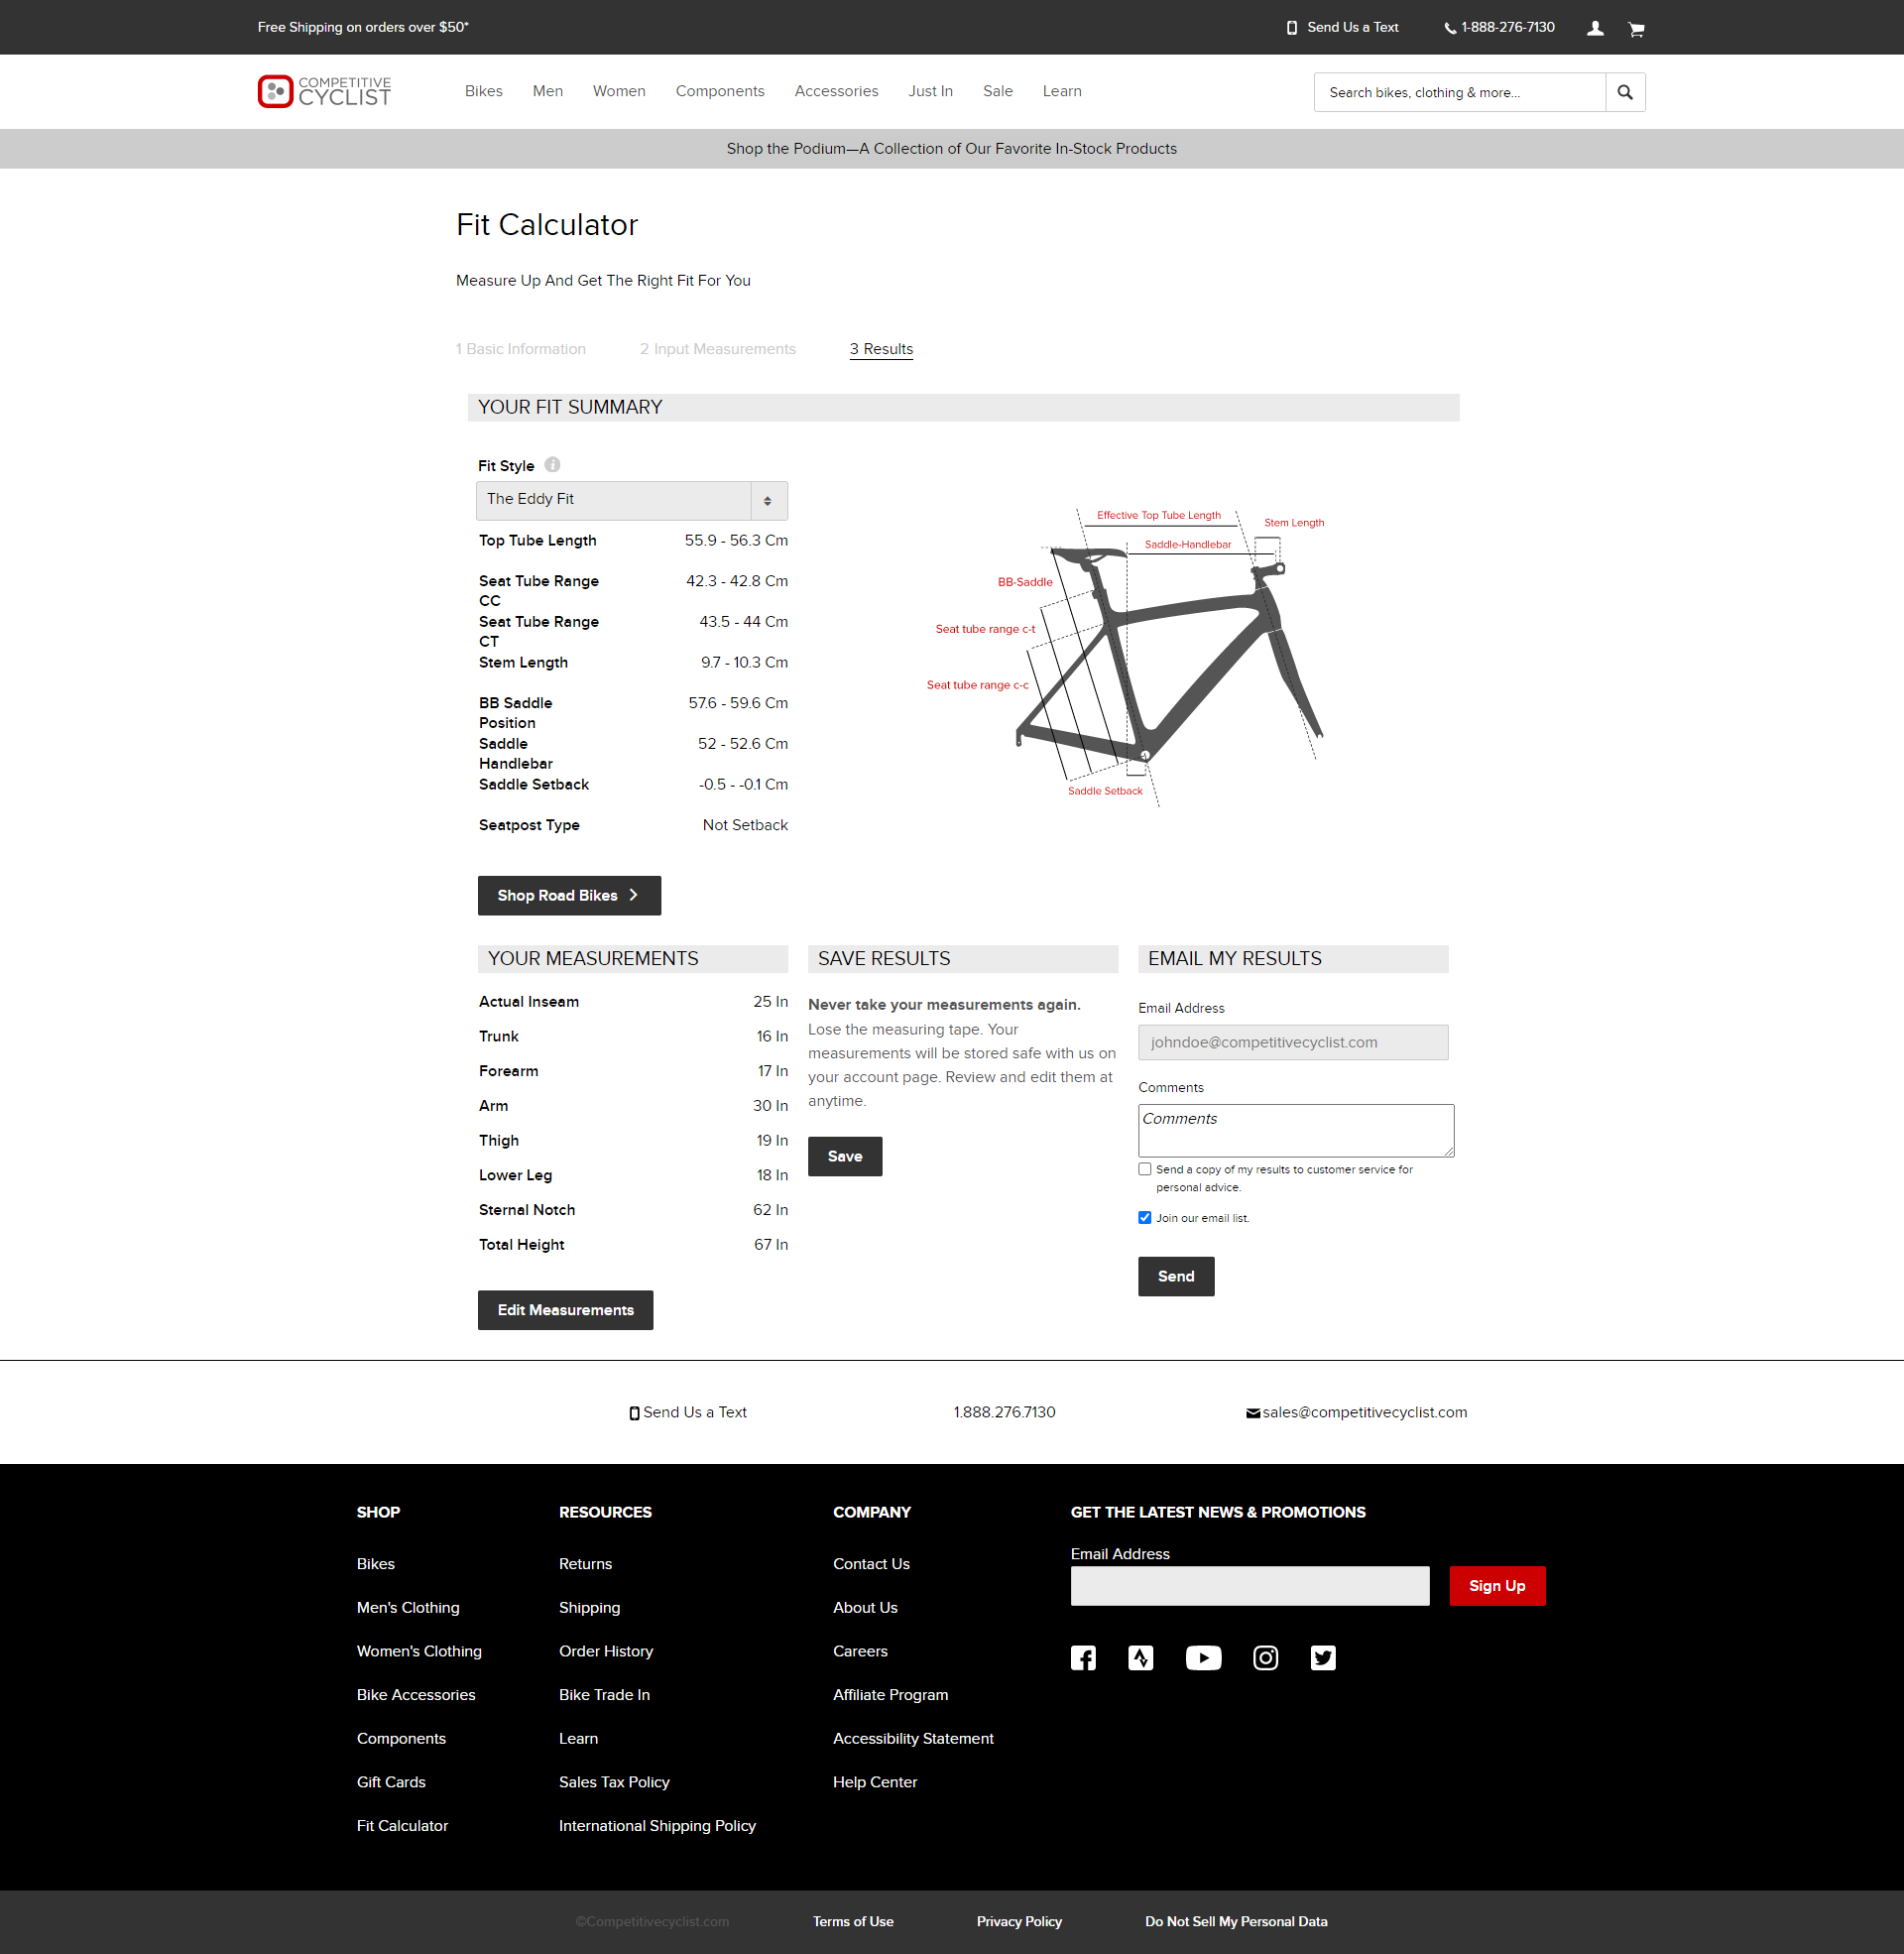 Free Shipping on orders over $50*
Send Us a Text
1-888-276-7130
COMPETITIVE
CYCLIST
Bikes
Men
Women
Components
Accessories
Just In
Sale
Learn
Search bikes, clothing & more...
Shop the Podium—A Collection of Our Favorite In-Stock Products
Fit Calculator
Measure Up And Get The Right Fit For You
1 Basic Information
2 Input Measurements
3 Results
YOUR FIT SUMMARY
Fit Style
The Eddy Fit
Top Tube Length 55.9 - 56.3 Cm
Seat Tube Range 42.3 - 42.8 Cm
CC
Seat Tube Range 43.5 - 44 Cm
CT
Stem Length 9.7 - 10.3 Cm
BB Saddle 57.6 - 59.6 Cm
Position
Saddle 52 - 52.6 Cm
Handlebar
Saddle Setback -0.5 - -0.1 Cm
Seatpost Type Not Setback
Effective Top Tube Length
Stem Length
Saddle-Handlebar
BB-Saddle
Seat tube range c-t
Seat tube range c-c
Saddle Setback
Shop Road Bikes
YOUR MEASUREMENTS
Actual Inseam 25 In
Trunk 16 In
Forearm 17 In
Arm 30 In
Thigh 19 In
Lower Leg 18 In
Sternal Notch 62 In
Total Height 67 In
Edit Measurements
SAVE RESULTS
Never take your measurements again.
Lose the measuring tape. Your
measurements will be stored safe with us on
your account page. Review and edit them at
anytime.
Save
EMAIL MY RESULTS
Email Address
johndoe@competitivecyclist.com
Comments
Comments
Send a copy of my results to customer service for
personal advice.
Join our email list.
Send
Send Us a Text
1.888.276.7130
sales@competitivecyclist.com
SHOP
Bikes
Men's Clothing
Women's Clothing
Bike Accessories
Components
Gift Cards
Fit Calculator
RESOURCES
Returns
Shipping
Order History
Bike Trade In
Learn
Sales Tax Policy
International Shipping Policy
COMPANY
Contact Us
About Us
Careers
Affiliate Program
Accessibility Statement
Help Center
GET THE LATEST NEWS & PROMOTIONS
Email Address
Sign Up
©Competitivecyclist.com
Terms of Use
Privacy Policy
Do Not Sell My Personal Data